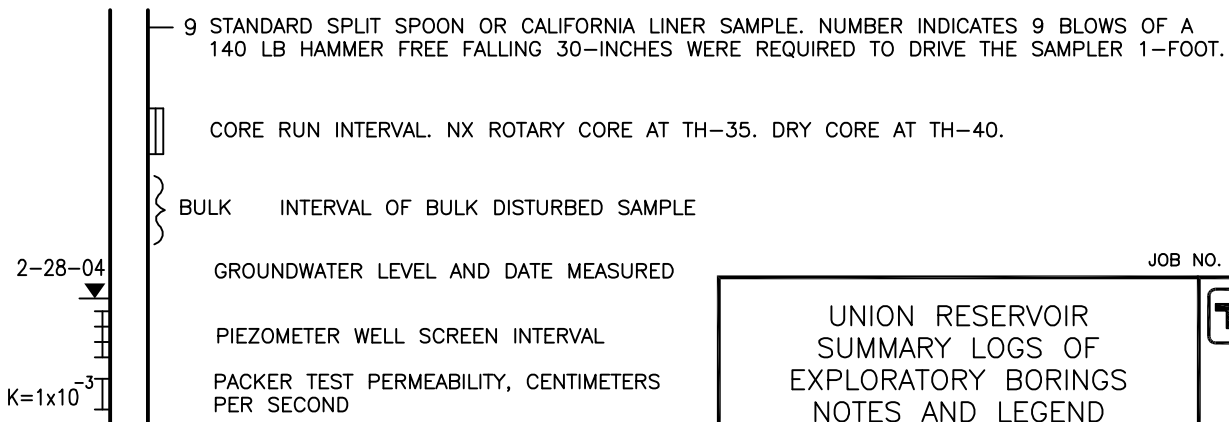 9 STANDARD SPLIT SPOON OR CALIFORNIA LINER SAMPLE. NUMBER INDICATES 9 BLOWS OF A
140 LB HAMMER FREE FALLING 30-INCHES WERE REQUIRED TO DRIVE THE SAMPLER 1-FOOT.
CORE RUN INTERVAL. NX ROTARY CORE AT TH-35. DRY CORE AT TH-40.
BULK INTERVAL OF BULK DISTURBED SAMPLE
2-28-04 GROUNDWATER LEVEL AND DATE MEASURED
PIEZOMETER WELL SCREEN INTERVAL
K=1x10⁻³ PACKER TEST PERMEABILITY, CENTIMETERS
PER SECOND
JOB NO.
UNION RESERVOIR
SUMMARY LOGS OF
EXPLORATORY BORINGS
NOTES AND LEGEND